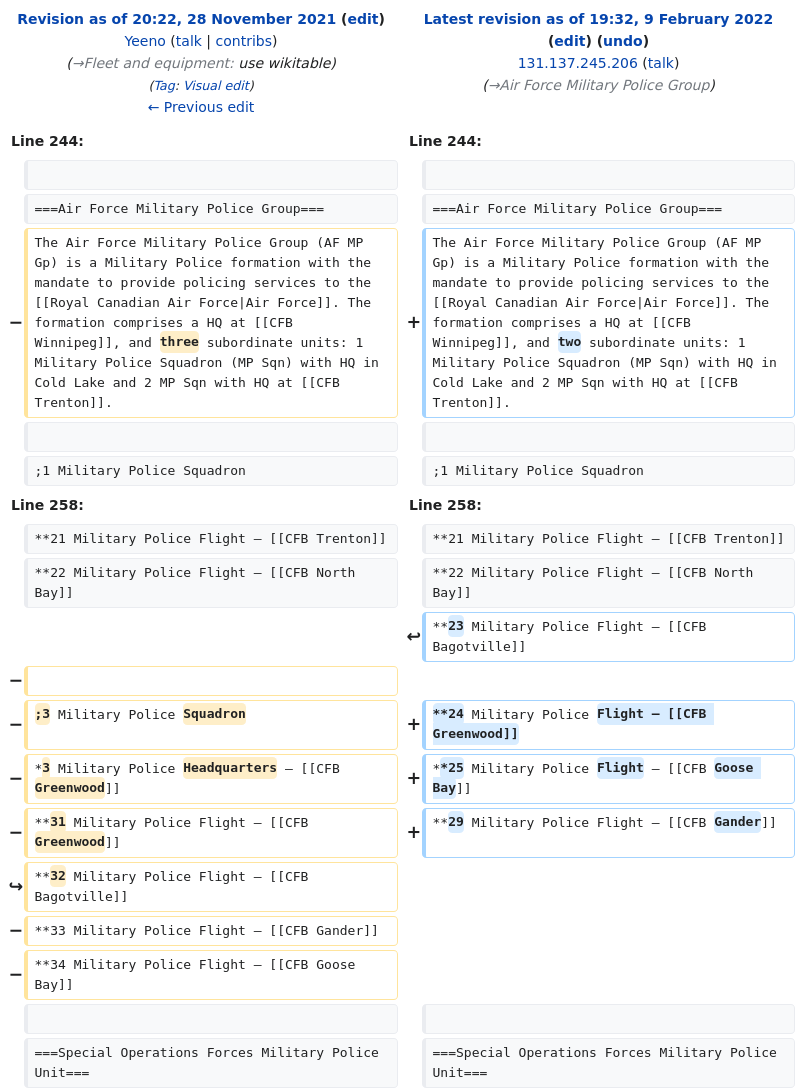 Revision as of 20:22, 28 November 2021 (edit)
Yeeno (talk | contribs)
(→Fleet and equipment: use wikitable)
(Tag: Visual edit)
← Previous edit
Latest revision as of 19:32, 9 February 2022
(edit) (undo)
131.137.245.206 (talk)
(→Air Force Military Police Group)
Line 244:
Line 244:
===Air Force Military Police Group===
===Air Force Military Police Group===
−
The Air Force Military Police Group (AF MP
Gp) is a Military Police formation with the
mandate to provide policing services to the
[[Royal Canadian Air Force|Air Force]]. The
formation comprises a HQ at [[CFB
Winnipeg]], and three subordinate units: 1
Military Police Squadron (MP Sqn) with HQ in
Cold Lake and 2 MP Sqn with HQ at [[CFB
Trenton]].
+
The Air Force Military Police Group (AF MP
Gp) is a Military Police formation with the
mandate to provide policing services to the
[[Royal Canadian Air Force|Air Force]]. The
formation comprises a HQ at [[CFB
Winnipeg]], and two subordinate units: 1
Military Police Squadron (MP Sqn) with HQ in
Cold Lake and 2 MP Sqn with HQ at [[CFB
Trenton]].
;1 Military Police Squadron
;1 Military Police Squadron
Line 258:
Line 258:
**21 Military Police Flight – [[CFB Trenton]]
**21 Military Police Flight – [[CFB Trenton]]
**22 Military Police Flight – [[CFB North
Bay]]
**22 Military Police Flight – [[CFB North
Bay]]
↩
**23 Military Police Flight – [[CFB
Bagotville]]
−
−
;3 Military Police Squadron
+
**24 Military Police Flight – [[CFB
Greenwood]]
−
*3 Military Police Headquarters – [[CFB
Greenwood]]
+
**25 Military Police Flight – [[CFB Goose
Bay]]
−
**31 Military Police Flight – [[CFB
Greenwood]]
+
**29 Military Police Flight – [[CFB Gander]]
↪
**32 Military Police Flight – [[CFB
Bagotville]]
−
**33 Military Police Flight – [[CFB Gander]]
−
**34 Military Police Flight – [[CFB Goose
Bay]]
===Special Operations Forces Military Police
Unit===
===Special Operations Forces Military Police
Unit===